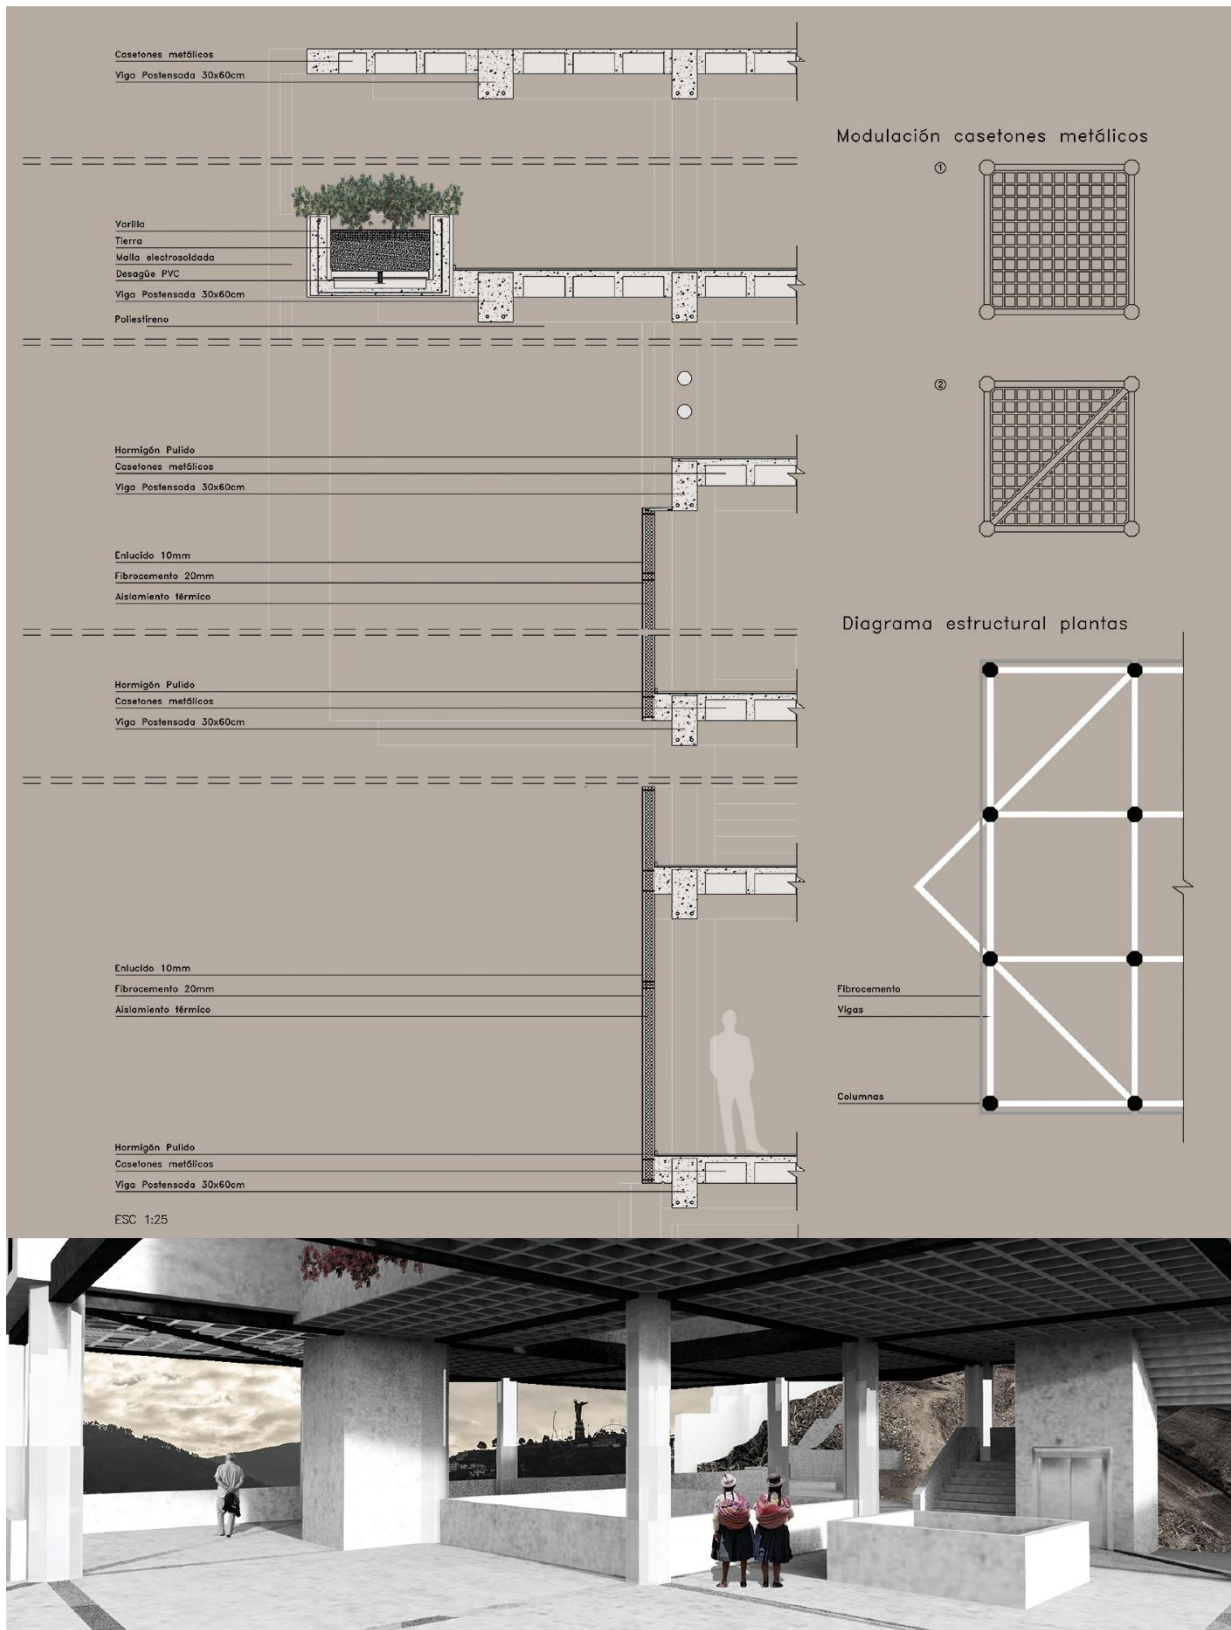 Casetones metálicos
Viga Postensada 30x60cm
Modulación casetones metálicos
1
Varilla
Tierra
Malla electrosoldada
Desagüe PVC
Viga Postensada 30x60cm
Poliestireno
2
Hormigón Pulido
Casetones metálicos
Viga Postensada 30x60cm
Enlucido 10mm
Fibrocemento 20mm
Aislamiento térmico
Diagrama estructural plantas
Hormigón Pulido
Casetones metálicos
Viga Postensada 30x60cm
Enlucido 10mm
Fibrocemento 20mm
Aislamiento térmico
Fibrocemento
Vigas
Columnas
Hormigón Pulido
Casetones metálicos
Viga Postensada 30x60cm
ESC 1:25